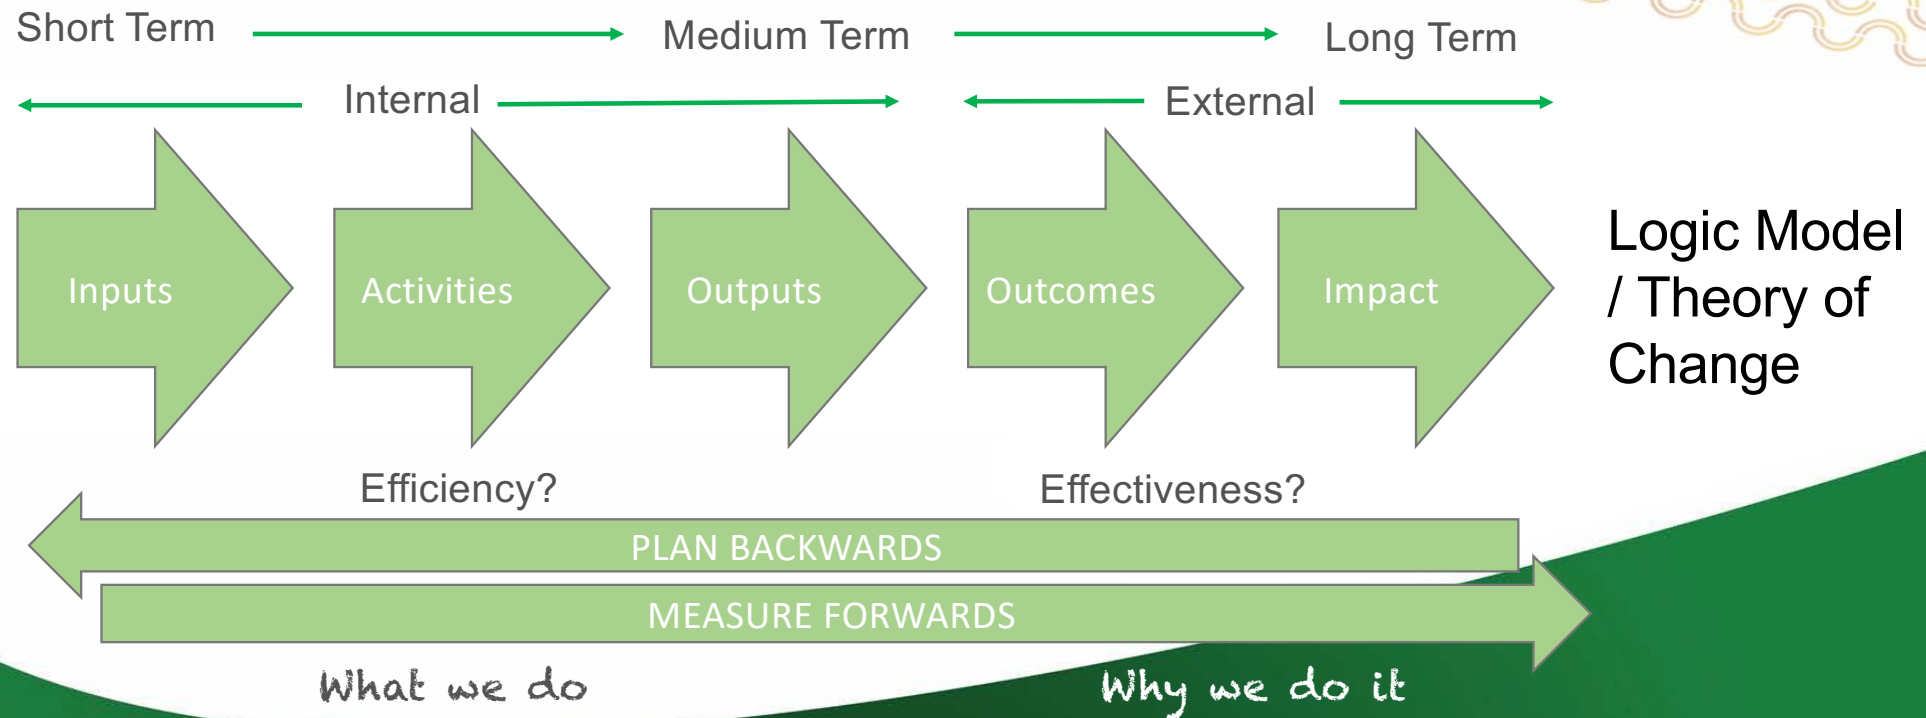 Short Term
Medium Term
Long Term
Internal
External
Inputs
Activities
Outputs
Outcomes
Impact
Logic Model
/ Theory of
Change
Efficiency?
Effectiveness?
PLAN BACKWARDS
MEASURE FORWARDS
What we do
Why we do it